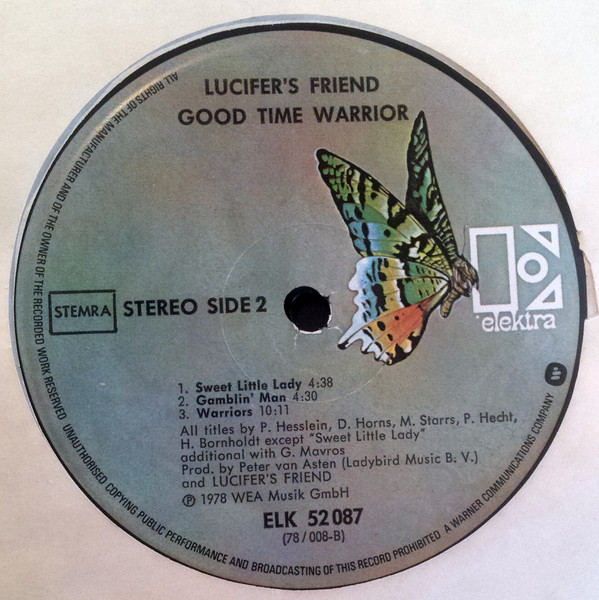 LUCIFER'S FRIEND
GOOD TIME WARRIOR
elektra
STEMRA
STEREO SIDE 2
1. Sweet Little Lady 4:38
2. Gamblin' Man 4:30
3. Warriors 10:11
All titles by P. Hesslein, D. Horns, M. Starrs, P. Hecht,
H. Bornholdt except "Sweet Little Lady"
additional with G. Mavros
Prod. by Peter van Asten (Ladybird Music B. V.)
and LUCIFER'S FRIEND
℗ 1978 WEA Musik GmbH
ELK 52 087
(78/008-B)
ALL RIGHTS OF THE MANUFACTURER AND OF THE OWNER OF THE RECORDED WORK RESERVED UNAUTHORISED COPYING PUBLIC PERFORMANCE AND BROADCASTING OF THIS RECORD PROHIBITED A WARNER COMMUNICATIONS COMPANY